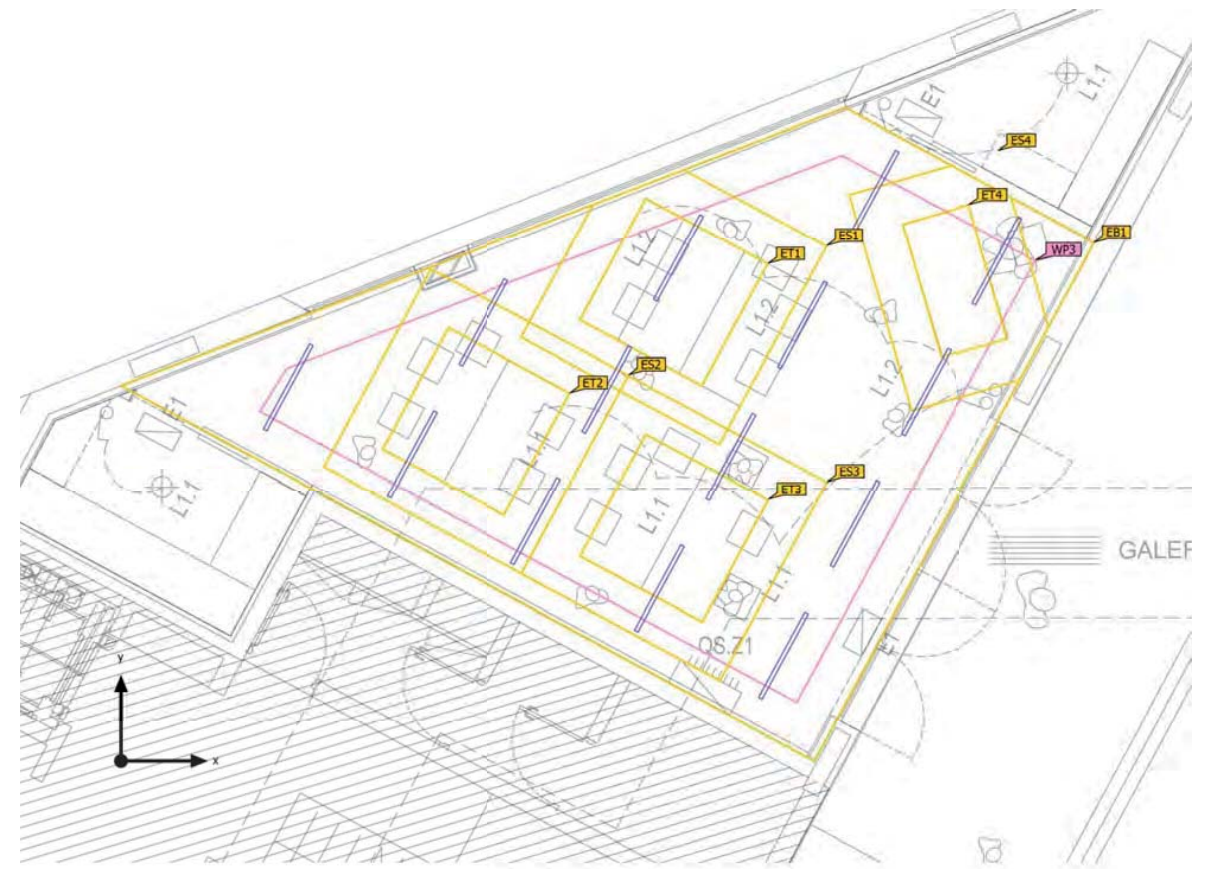 L1.1
E1
ES4
ET4
EB1
ES1
WP3
L1.2
ET1
L1.2
ES2
ET2
L1.2
E1
L1.1
ES3
L1.1
ET3
L1.1
GALER
L1.1
QS.Z1
E1
y
x